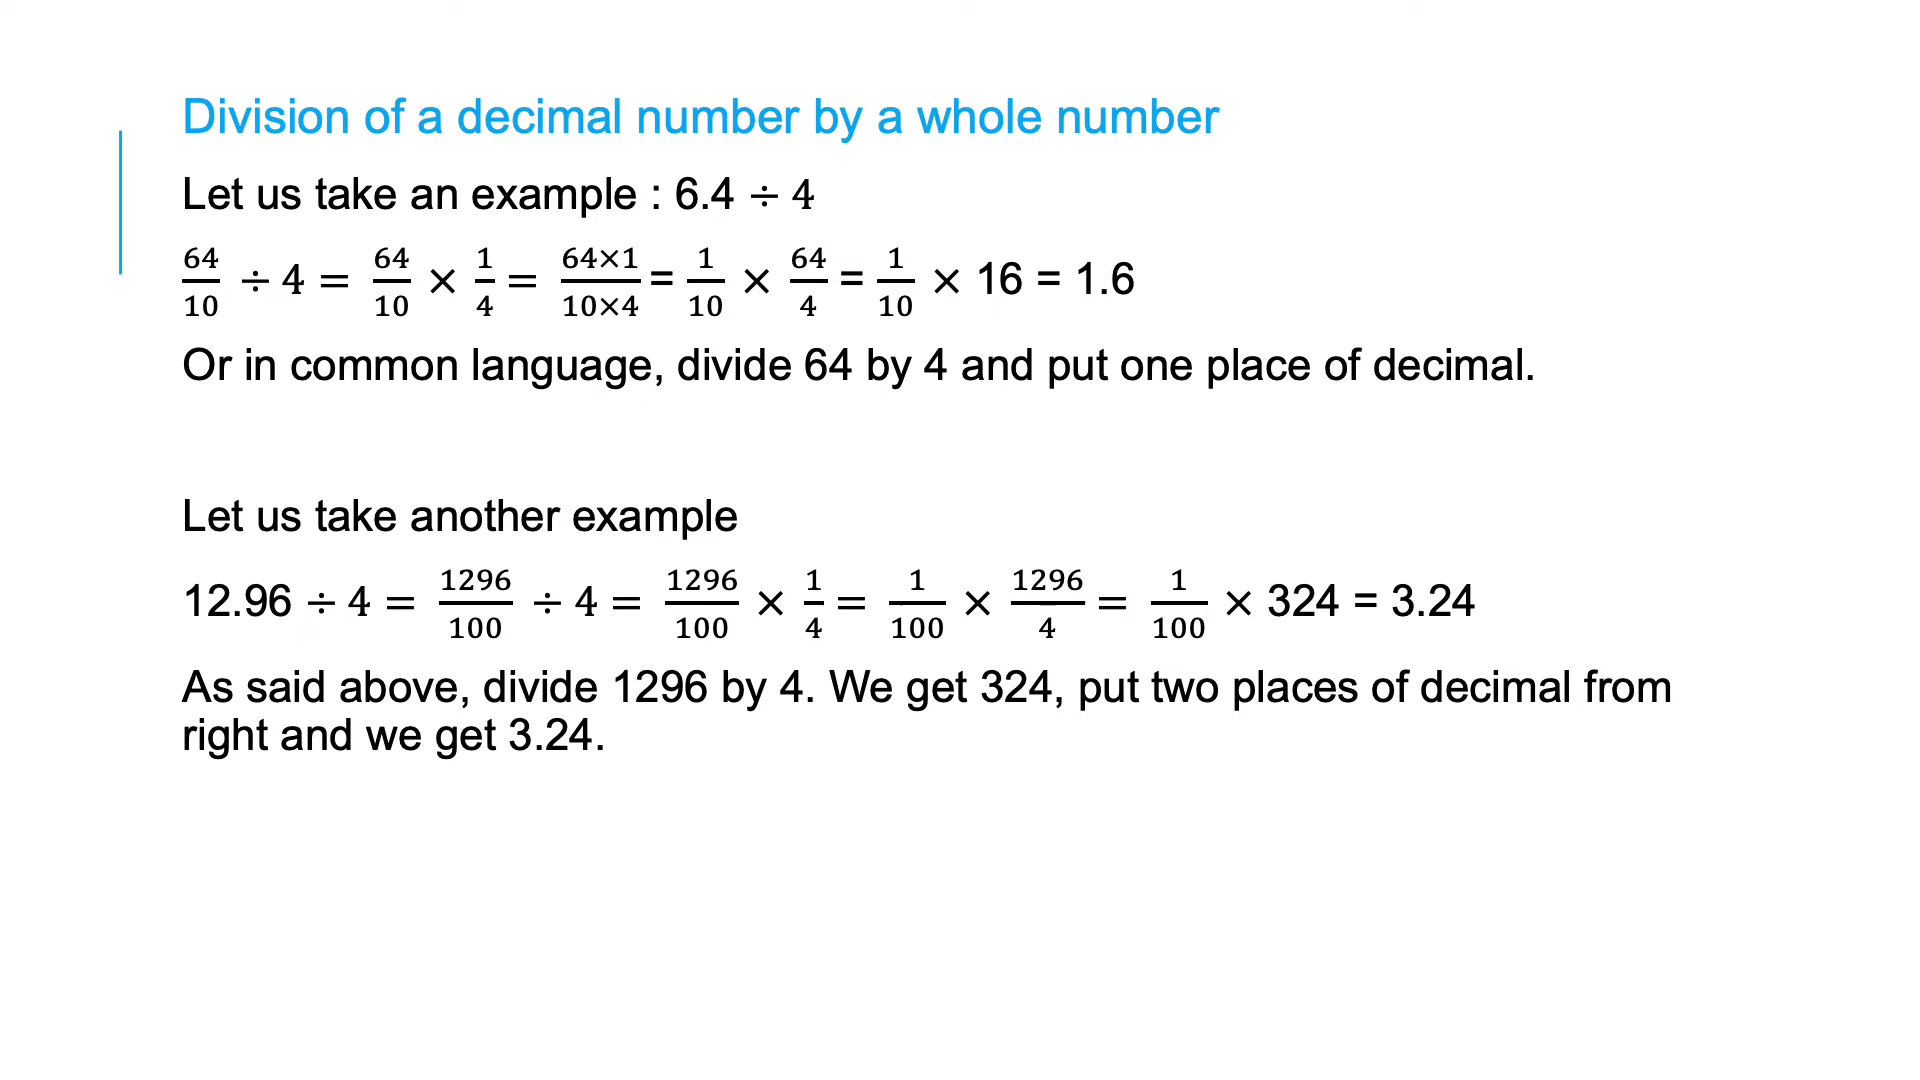 Division of a decimal number by a whole number
Let us take an example : 6.4 ÷ 4
64/10 ÷ 4 = 64/10 × 1/4 = 64×1/10×4 = 1/10 × 64/4 = 1/10 × 16 = 1.6
Or in common language, divide 64 by 4 and put one place of decimal.
Let us take another example
12.96 ÷ 4 = 1296/100 ÷ 4 = 1296/100 × 1/4 = 1/100 × 1296/4 = 1/100 × 324 = 3.24
As said above, divide 1296 by 4. We get 324, put two places of decimal from
right and we get 3.24.